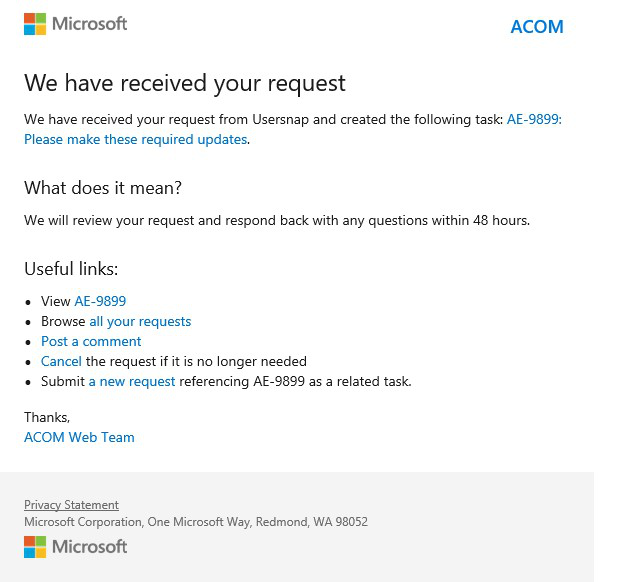 Microsoft
ACOM
We have received your request
We have received your request from Usersnap and created the following task: AE-9899:
Please make these required updates.
What does it mean?
We will review your request and respond back with any questions within 48 hours.
Useful links:
• View AE-9899
• Browse all your requests
• Post a comment
• Cancel the request if it is no longer needed
• Submit a new request referencing AE-9899 as a related task.
Thanks,
ACOM Web Team
Privacy Statement
Microsoft Corporation, One Microsoft Way, Redmond, WA 98052
Microsoft